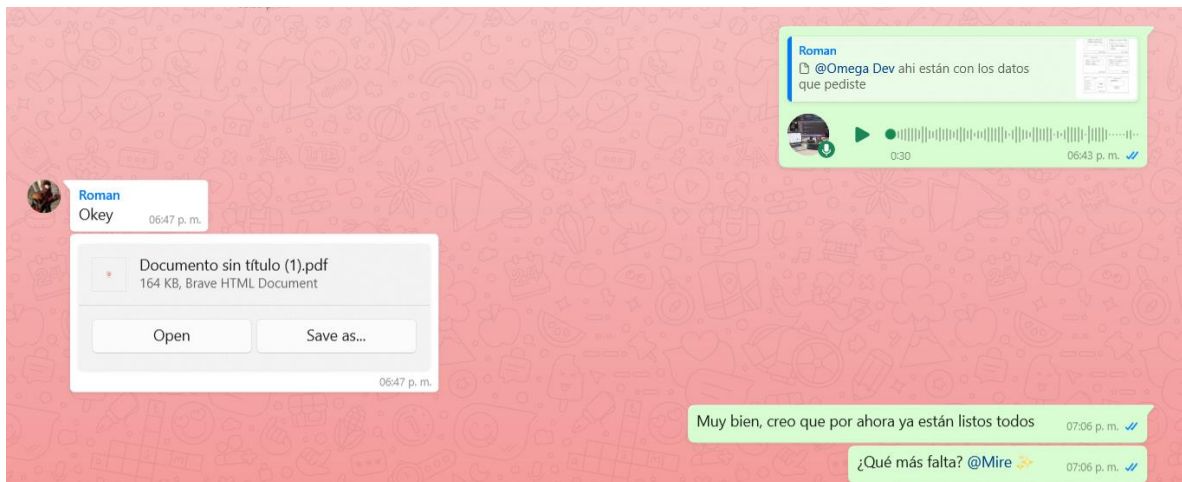 Roman
@Omega Dev ahi están con los datos
que pediste
0:30
06:43 p. m.
Roman
Okey
06:47 p. m.
Documento sin título (1).pdf
164 KB, Brave HTML Document
Open
Save as...
06:47 p. m.
Muy bien, creo que por ahora ya están listos todos
07:06 p. m.
¿Qué más falta? @Mire ✨
07:06 p. m.